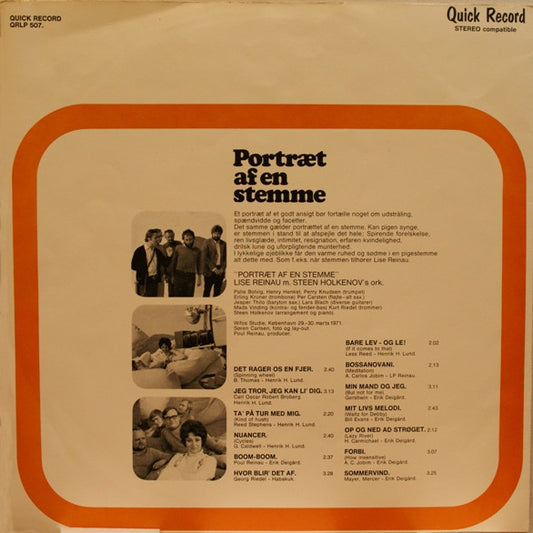 QUICK RECORD
QRLP 507.
Quick Record
STEREO compatible
Portræt
af en
stemme
Et portræt af et godt ansigt bør fortælle noget om udstråling,
spændvidde og facetter.
Det samme gælder portrættet af en stemme. Kan pigen synge,
er stemmen i stand til at afspejle det hele: Spirende forelskelse,
ren livsglæde, intimitet, resignation, erfaren kvindelighed,
drilsk lune og uforpligtende munterhed.
I lykkelige øjeblikke får den varme ruhed og sødme i en pigestemme
alt dette med. Som f.eks. når stemmen tilhører Lise Reinau.
"PORTRÆT AF EN STEMME"
LISE REINAU m. STEEN HOLKENOV's ork.
Palle Bolvig, Henry Henkel, Perry Knudsen (trumpet)
Erling Kroner (trombone) Per Carsten (fløjte - alt sax.)
Jesper Thilo (baryton sax.) Lars Blach (diverse guitarer)
Mads Vinding (kontra- og fender-bas) Kurt Riedel (trommer)
Steen Holkenov (arrangement og piano).
Wifos Studie, København 29.-30. marts 1971.
Søren Carlsen, foto og lay-out.
Poul Reinau, producer.
DET RAGER OS EN FJER. 2.40
(Spinning wheel)
B. Thomas - Henrik H. Lund.
JEG TROR, JEG KAN LI' DIG. 3.13
Carl Oscar Robert Broberg
Henrik H. Lund.
TA' PÅ TUR MED MIG. 2.20
(Kind of hush)
Reed Stephens - Henrik H. Lund.
NUANCER. 2.40
(Cycles)
G. Caldwell - Henrik H. Lund.
BOOM-BOOM. 2.37
Poul Reinau - Erik Deigård.
HVOR BLIR' DET AF. 3.28
Georg Riedel - Habakuk.
BARE LEV - OG LE! 2.02
(If it comes to that)
Less Reed - Henrik H. Lund.
BOSSANOVANI. 2.13
(Meditation)
A. Carlos Jobim - LP Reinau.
MIN MAND OG JEG. 3.11
(But not for me)
Gershwin - Erik Deigård.
MIT LIVS MELODI. 2.43
(Waltz for Debby)
Bill Evans - Erik Deigård.
OP OG NED AD STRØGET. 2.12
(Lazy River)
H. Carmichael - Erik Deigård.
FORBI. 3.07
(How insensitive)
A. C. Jobim - Erik Deigård.
SOMMERVIND. 3.25
Mayer, Mercer - Erik Deigård.